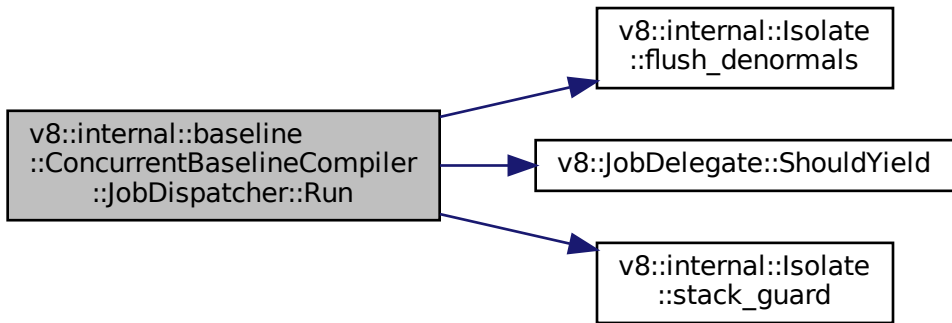 v8::internal::baseline
::ConcurrentBaselineCompiler
::JobDispatcher::Run
v8::internal::Isolate
::flush_denormals
v8::JobDelegate::ShouldYield
v8::internal::Isolate
::stack_guard